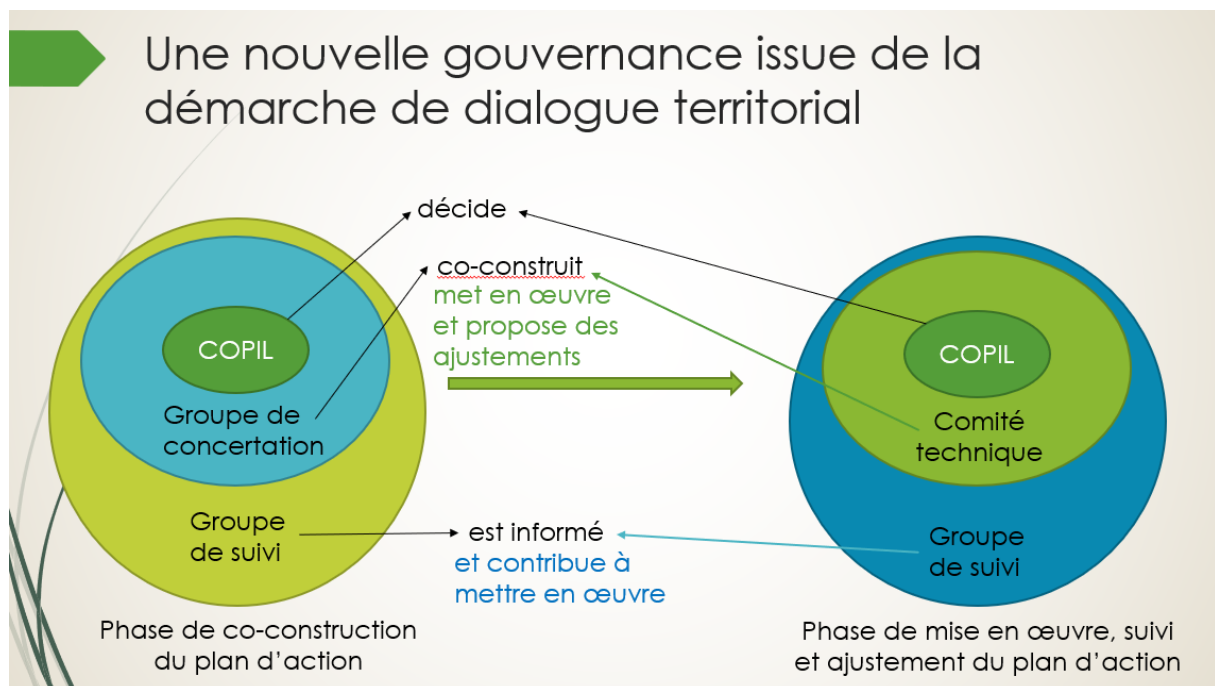 Une nouvelle gouvernance issue de la
démarche de dialogue territorial
décide
co-construit
met en œuvre
et propose des
ajustements
COPIL
Groupe de
concertation
Groupe
de suivi
est informé
et contribue à
mettre en œuvre
COPIL
Comité
technique
Groupe
de suivi
Phase de co-construction
du plan d'action
Phase de mise en œuvre, suivi
et ajustement du plan d'action